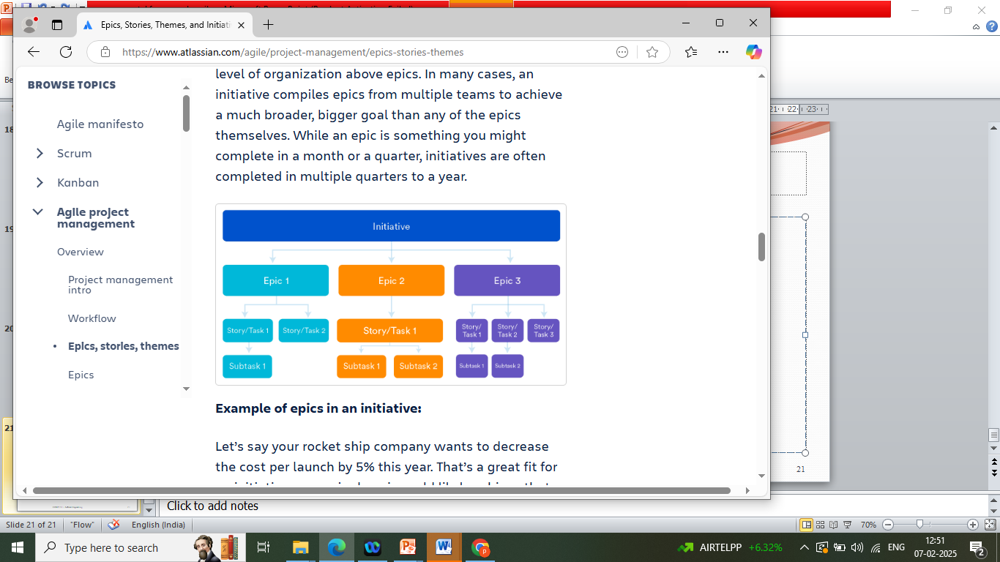 Epics, Stories, Themes, and Initiati
https://www.atlassian.com/agile/project-management/epics-stories-themes
BROWSE TOPICS
Agile manifesto
Scrum
Kanban
Agile project
management
Overview
Project management
intro
Workflow
Epics, stories, themes
Epics
level of organization above epics. In many cases, an
initiative compiles epics from multiple teams to achieve
a much broader, bigger goal than any of the epics
themselves. While an epic is something you might
complete in a month or a quarter, initiatives are often
completed in multiple quarters to a year.
Initiative
Epic 1 Epic 2 Epic 3
Story/Task 1 Story/Task 2 Story/Task 1 Story/Task 1 Story/Task 2 Story/Task 3
Subtask 1 Subtask 1 Subtask 2 Subtask 1 Subtask 2
Example of epics in an initiative:
Let's say your rocket ship company wants to decrease
the cost per launch by 5% this year. That's a great fit for
Be
18
19
20
21
21 22 23
21
Click to add notes
Slide 21 of 21 "Flow" English (India) 70%
Type here to search AIRTELPP +6.32% ENG 12:51
07-02-2025 2